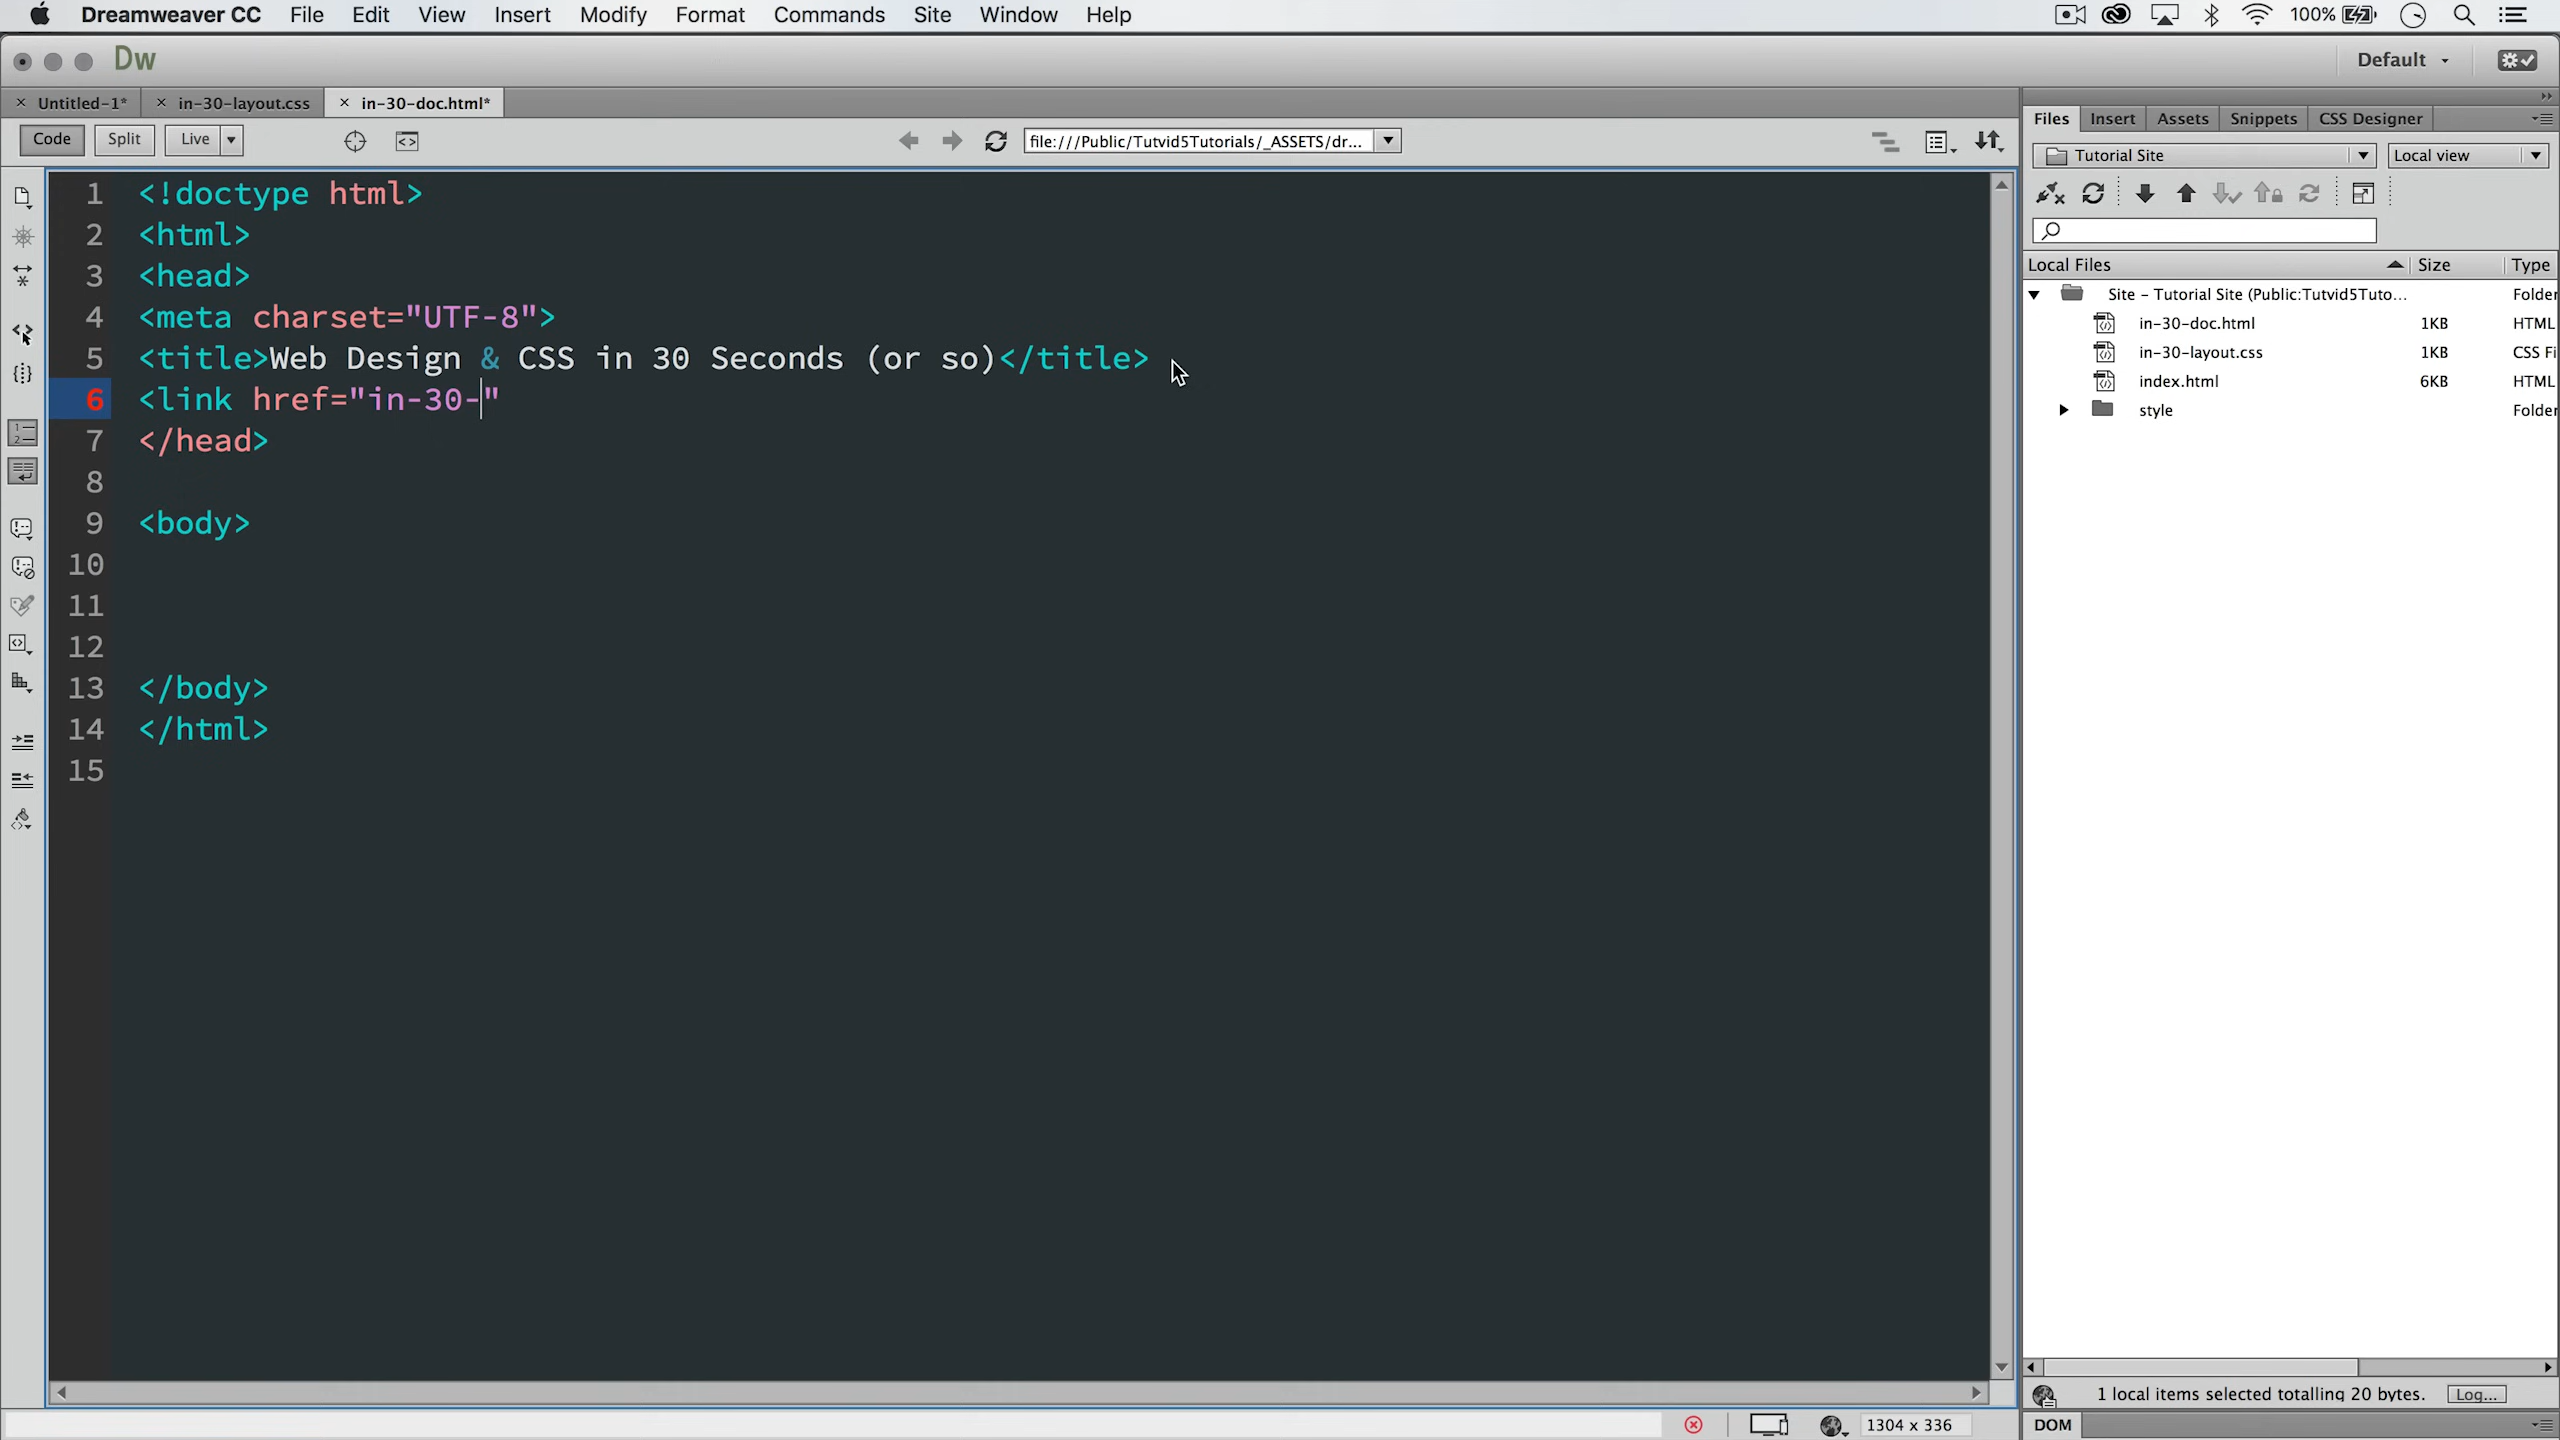 Dreamweaver CC File Edit View Insert Modify Format Commands Site Window Help 100%
Dw Default
Untitled-1* in-30-layout.css in-30-doc.html*
Files Insert Assets Snippets CSS Designer
Code Split Live file:///Public/Tutvid5Tutorials/_ASSETS/dr...
Tutorial Site Local view
1 <!doctype html>
2 <html>
3 <head>
4 <meta charset="UTF-8">
5 <title>Web Design & CSS in 30 Seconds (or so)</title>
6 <link href="in-30-"
7 </head>
8
9 <body>
10
11
12
13 </body>
14 </html>
15
Local Files Size Type
Site - Tutorial Site (Public:Tutvid5Tuto... Folder
in-30-doc.html 1KB HTML
in-30-layout.css 1KB CSS Fi
index.html 6KB HTML
style Folder
1 local items selected totalling 20 bytes. Log...
1304 x 336
DOM